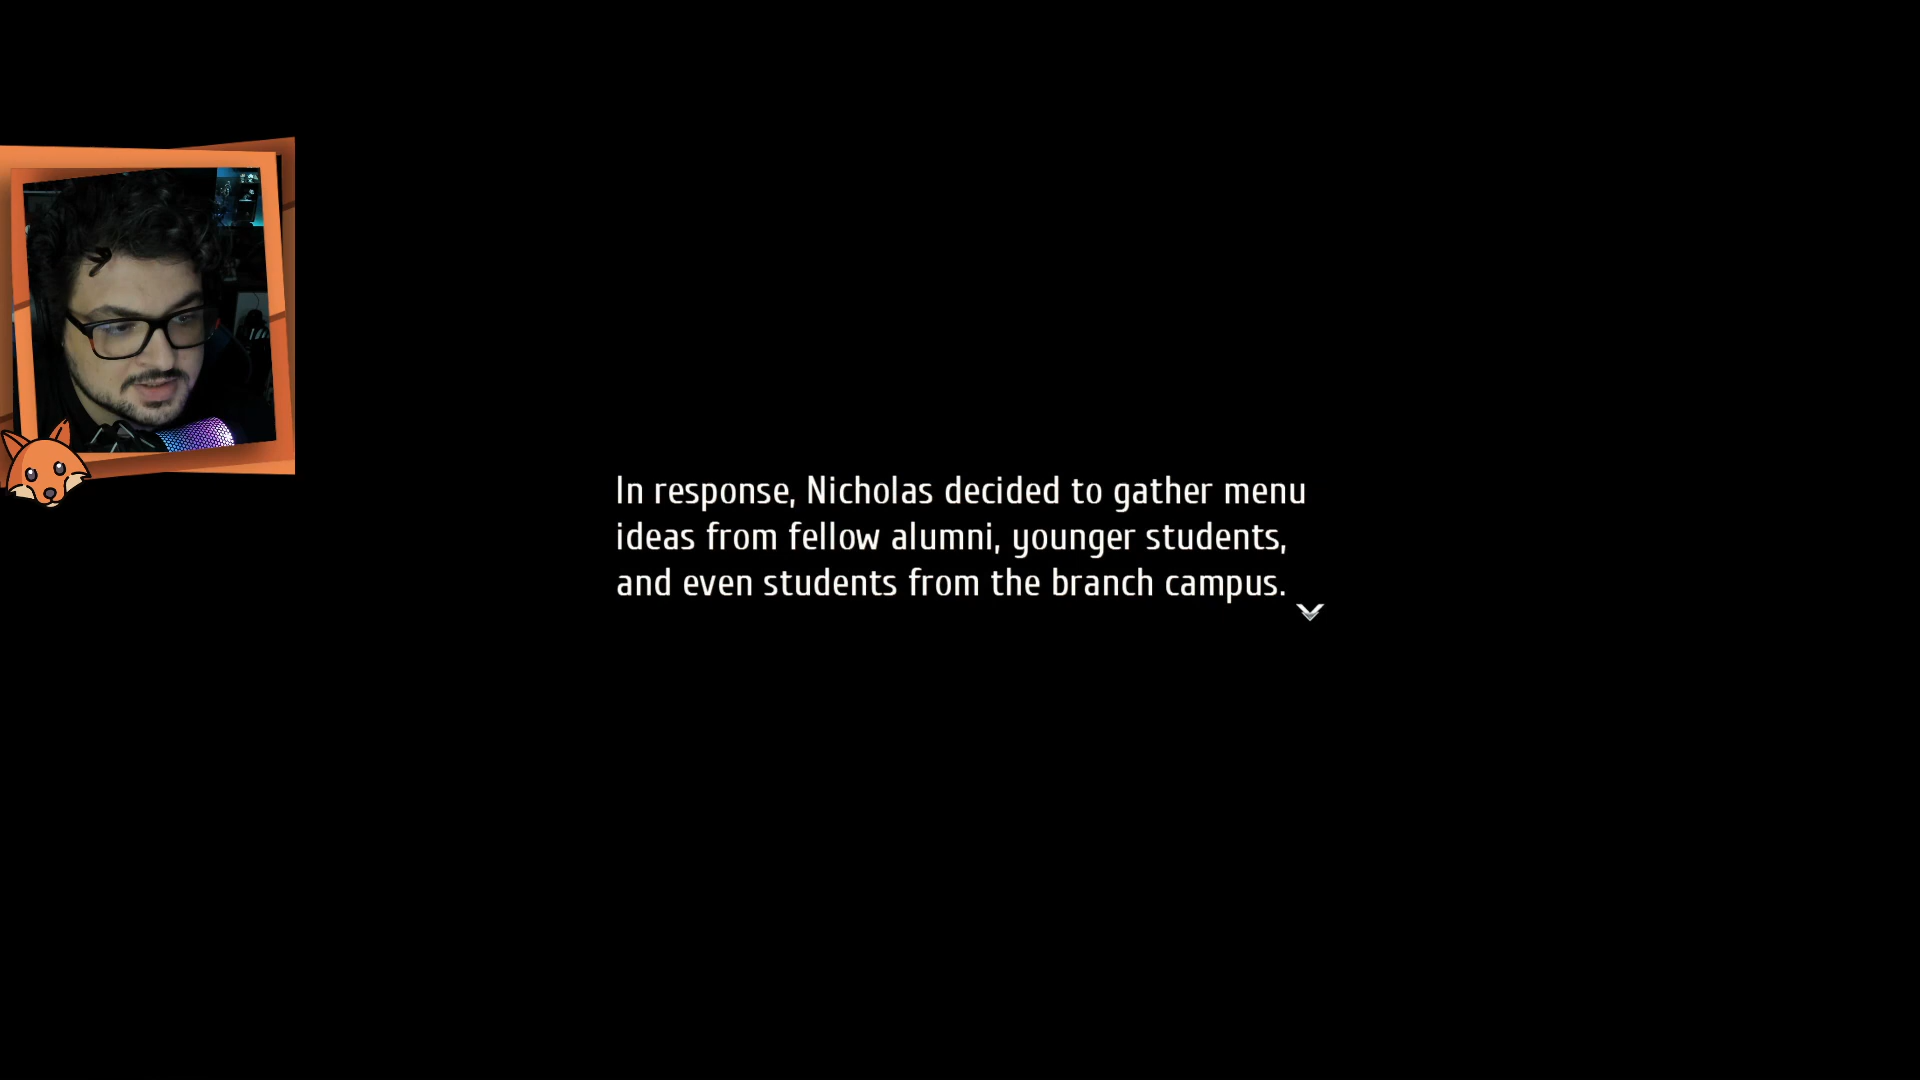 In response, Nicholas decided to gather menu
ideas from fellow alumni, younger students,
and even students from the branch campus.